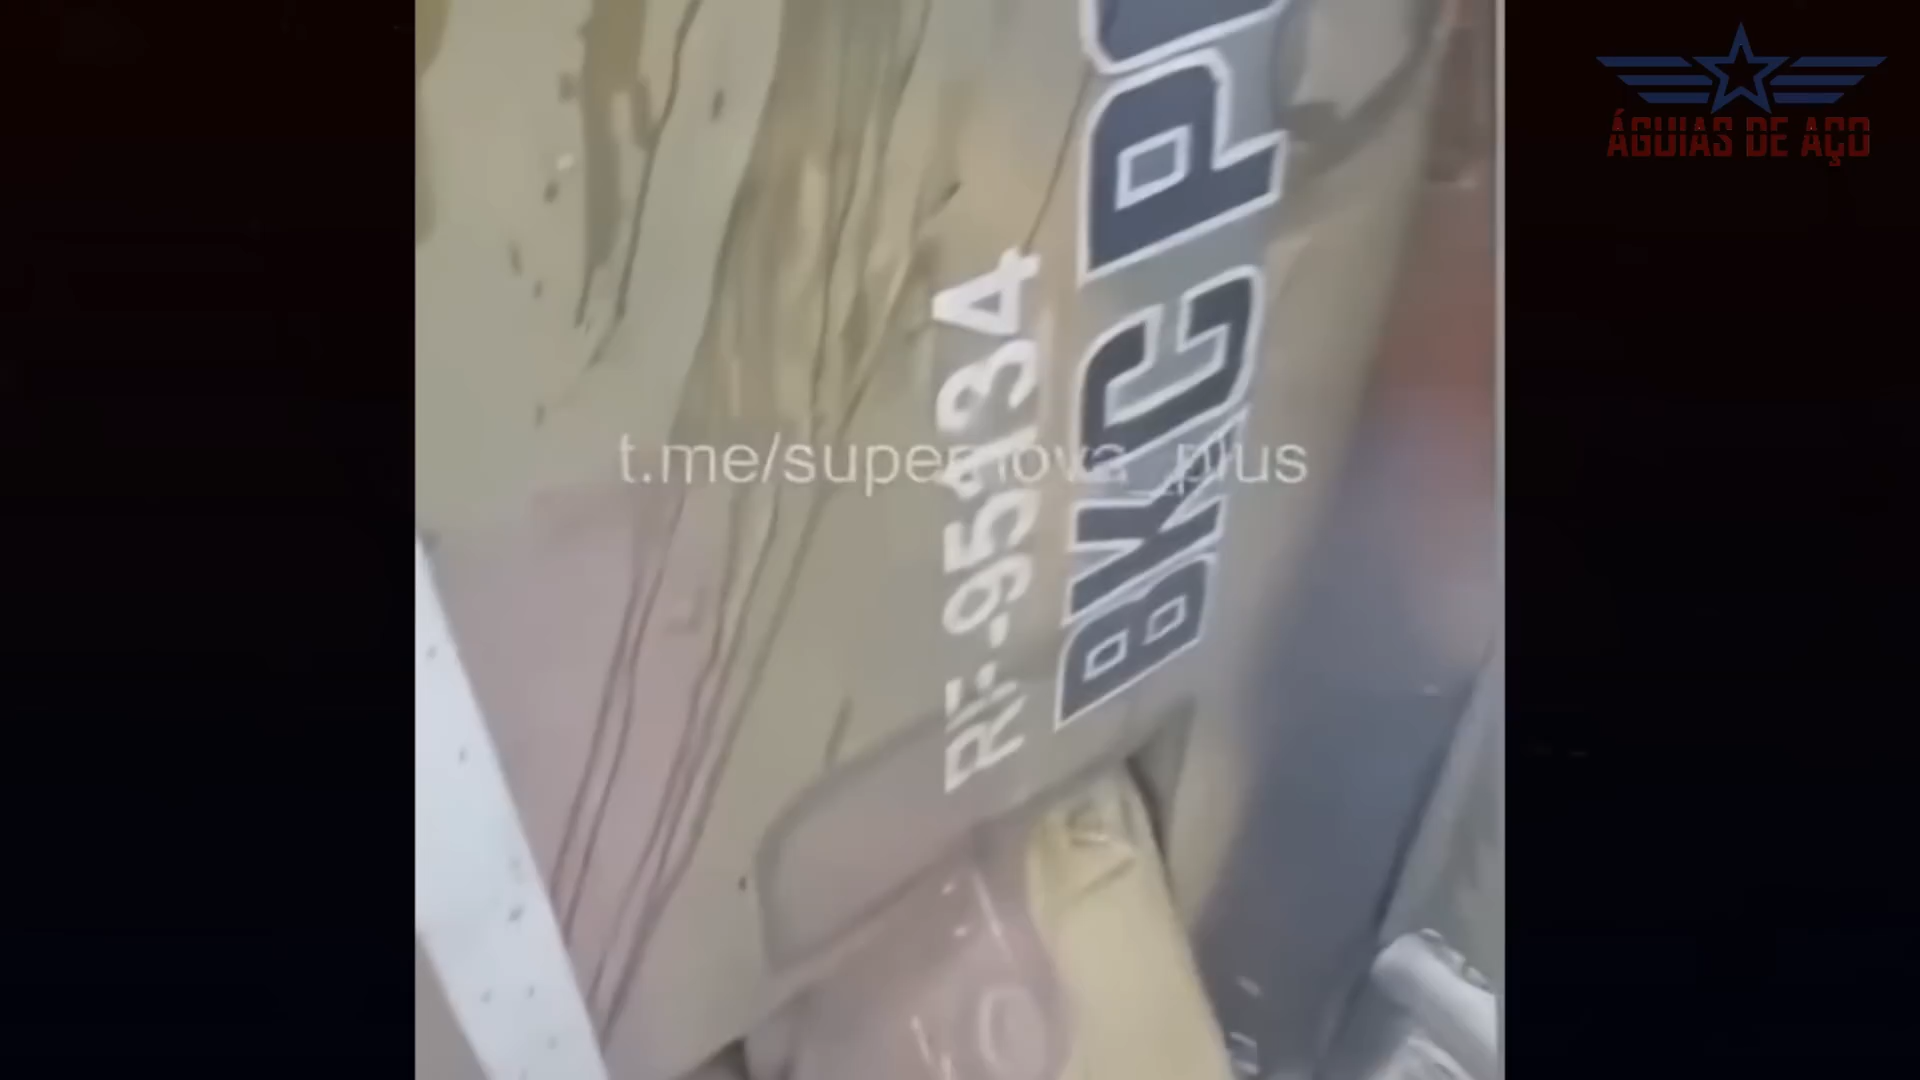 ÁGUIAS DE AÇO
t.me/supernova_plus
RF-95134
ВКС Р